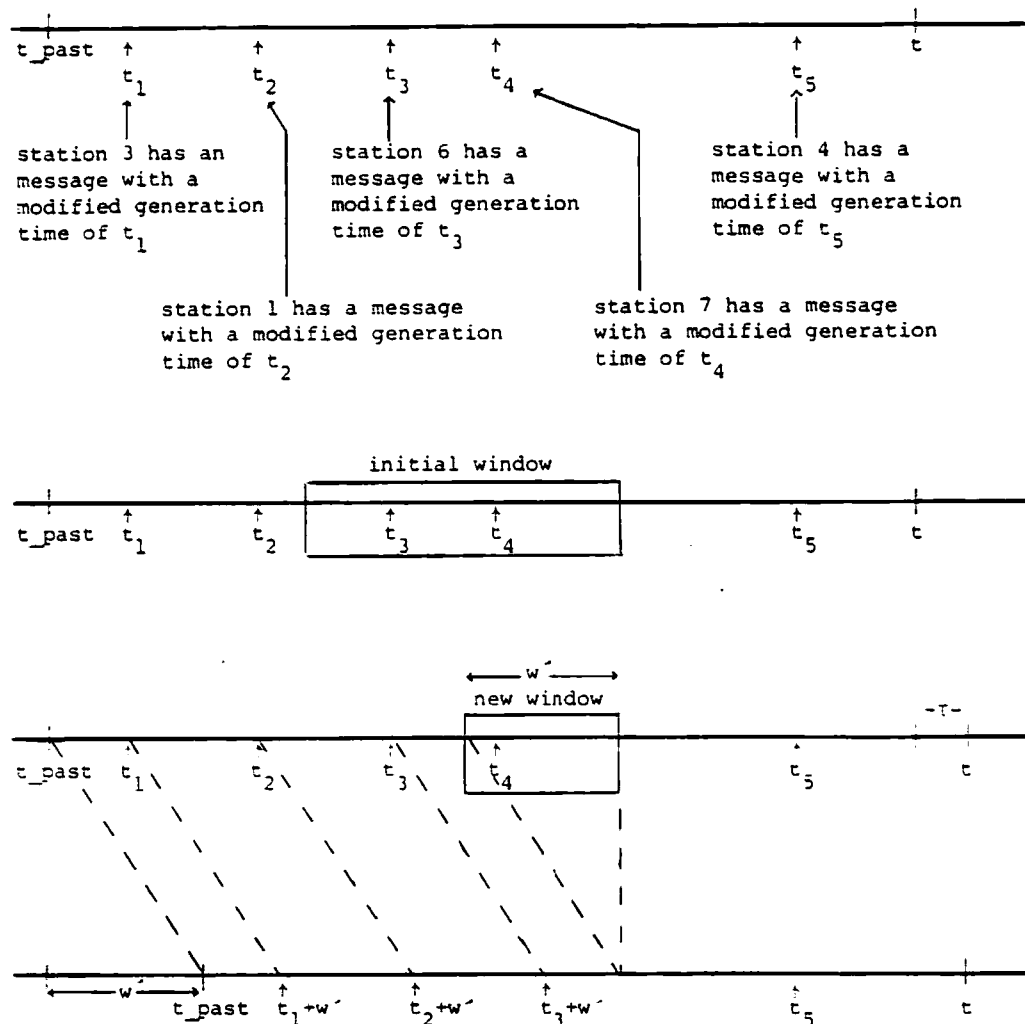 t_past t
t1 t2 t3 t4 t5
station 3 has an
message with a
modified generation
time of t1
station 6 has a
message with a
modified generation
time of t3
station 4 has a
message with a
modified generation
time of t5
station 1 has a message
with a modified generation
time of t2
station 7 has a message
with a modified generation
time of t4
initial window
t_past t1 t2 t3 t4 t5 t
w´
new window
-T-
t_past t1 t2 t3 t4 t5 t
w´ t_past t1+w´ t2+w´ t3+w´ t5 t